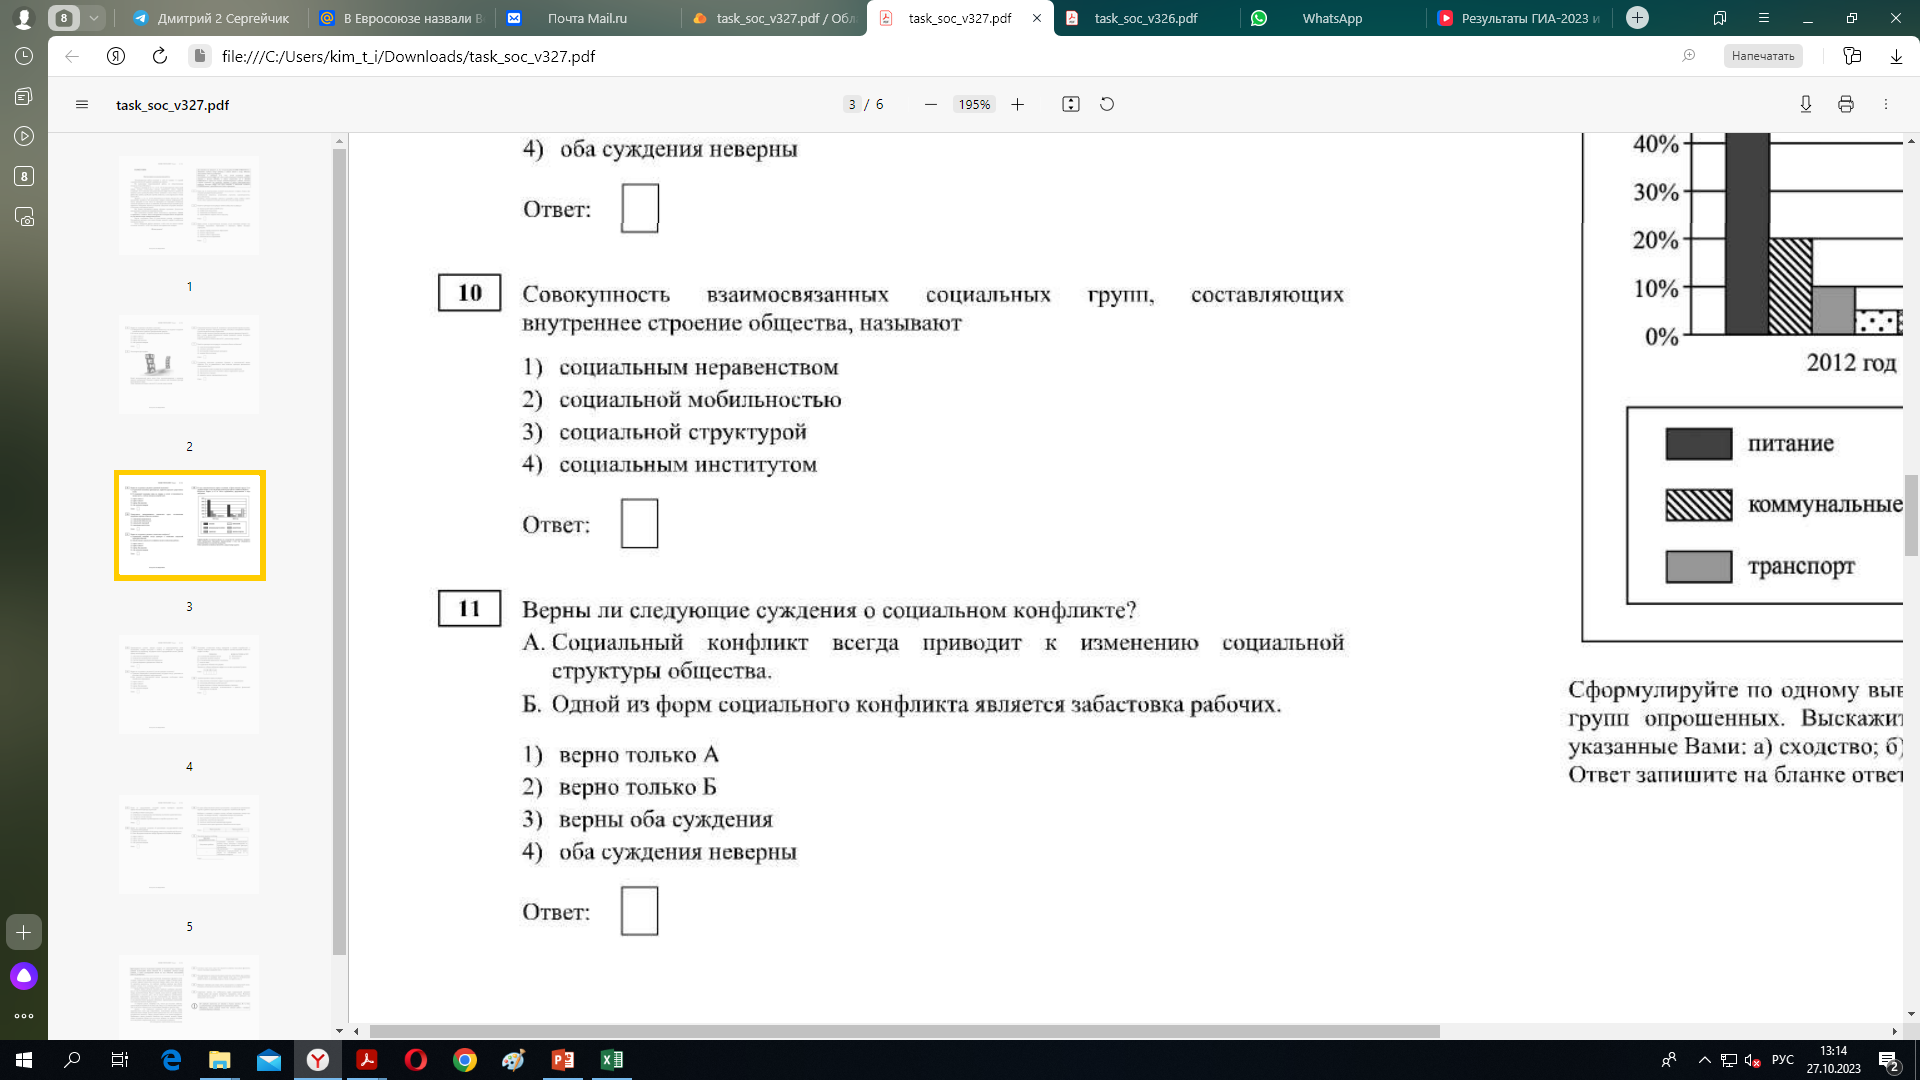 8
Дмитрий 2 Сергейчик
В Евросоюзе назвали В
Почта Mail.ru
task_soc_v327.pdf / Обл
task_soc_v327.pdf
task_soc_v326.pdf
WhatsApp
Результаты ГИА-2023 и
file:///C:/Users/kim_t_i/Downloads/task_soc_v327.pdf
Напечатать
task_soc_v327.pdf
3 / 6
195%
8
1
2
3
4
5
4) оба суждения неверны
Ответ:
10 Совокупность взаимосвязанных социальных групп, составляющих
внутреннее строение общества, называют
1) социальным неравенством
2) социальной мобильностью
3) социальной структурой
4) социальным институтом
Ответ:
11 Верны ли следующие суждения о социальном конфликте?
А. Социальный конфликт всегда приводит к изменению социальной
структуры общества.
Б. Одной из форм социального конфликта является забастовка рабочих.
1) верно только А
2) верно только Б
3) верны оба суждения
4) оба суждения неверны
Ответ:
40%
30%
20%
10%
0%
2012 год
питание
коммунальные
транспорт
Сформулируйте по одному выв
групп опрошенных. Выскажит
указанные Вами: а) сходство; б)
Ответ запишите на бланке ответ
РУС
13:14
27.10.2023
2